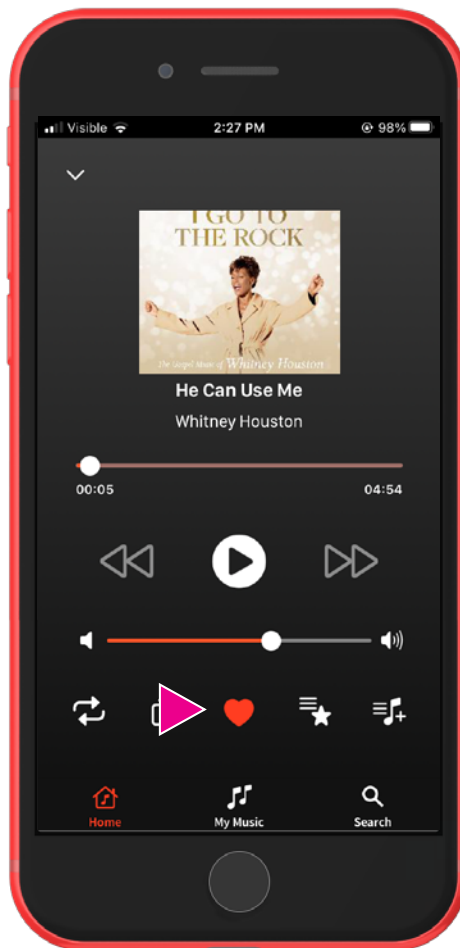 Visible
2:27 PM
98%
I GO TO
THE ROCK
The Gospel Music of Whitney Houston
He Can Use Me
Whitney Houston
00:05
04:54
Home
My Music
Search